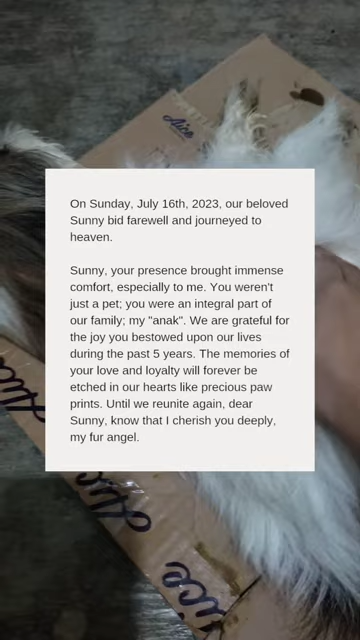 Aice
On Sunday, July 16th, 2023, our beloved
Sunny bid farewell and journeyed to
heaven.
Sunny, your presence brought immense
comfort, especially to me. You weren't
just a pet; you were an integral part of
our family; my "anak". We are grateful for
the joy you bestowed upon our lives
during the past 5 years. The memories of
your love and loyalty will forever be
etched in our hearts like precious paw
prints. Until we reunite again, dear
Sunny, know that I cherish you deeply,
my fur angel.
Aice